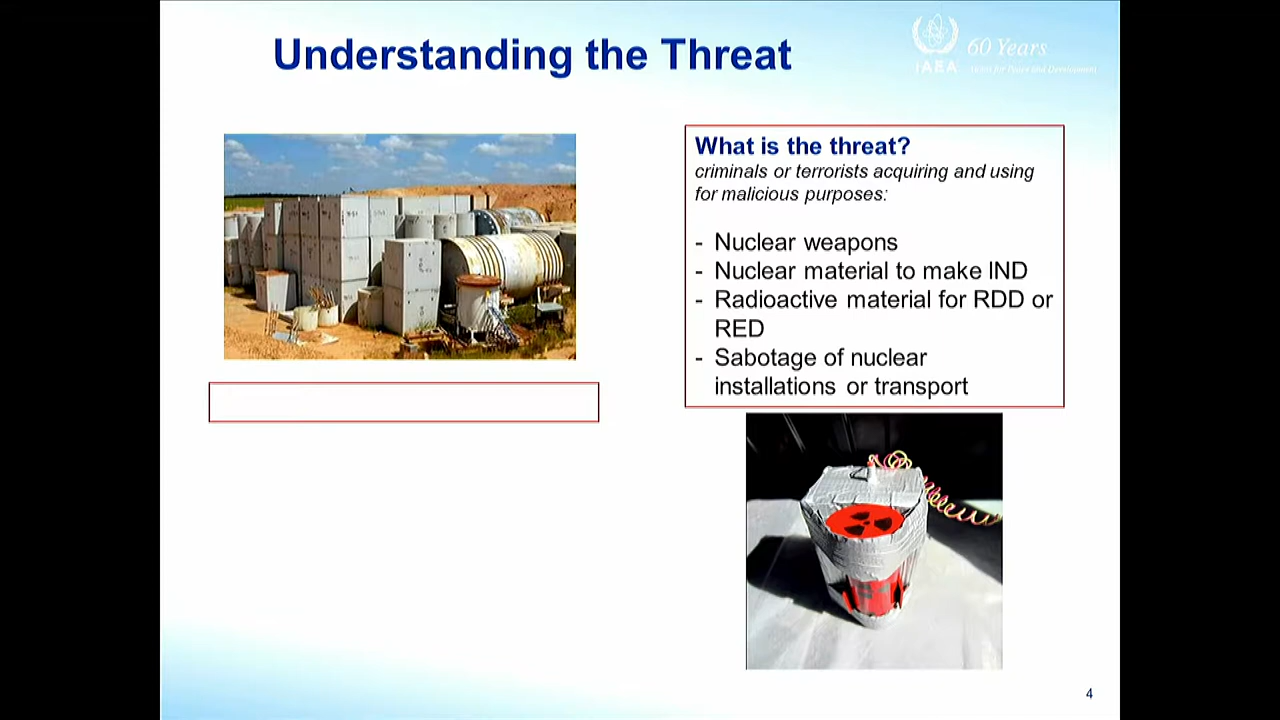 Understanding the Threat
60 Years
IAEA
What is the threat?
criminals or terrorists acquiring and using
for malicious purposes:
- Nuclear weapons
- Nuclear material to make IND
- Radioactive material for RDD or
RED
- Sabotage of nuclear
installations or transport
4